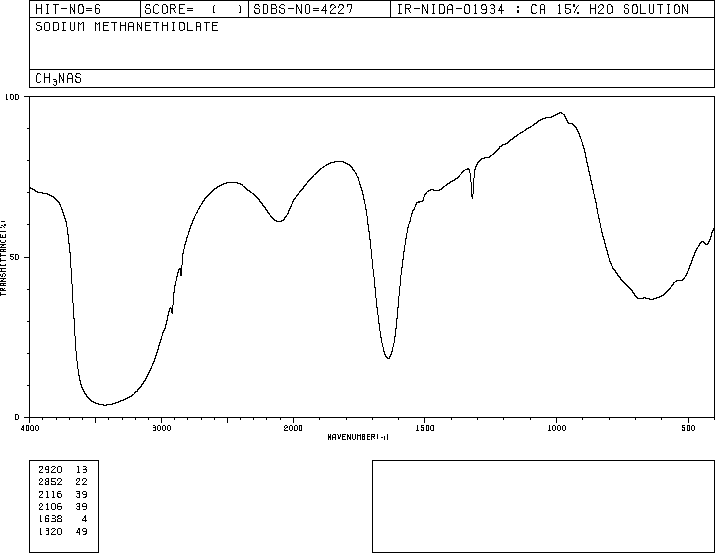 HIT-NO=6 SCORE= ( ) SDBS-NO=4227 IR-NIDA-01934 : CA 15% H2O SOLUTION
SODIUM METHANETHIOLATE
CH3NAS
100
50
0
TRANSMITTANCE(%)
4000 3000 2000 1500 1000 500
WAVENUMBER(-1)
2920 13
2852 22
2116 39
2106 39
1638 4
1320 49